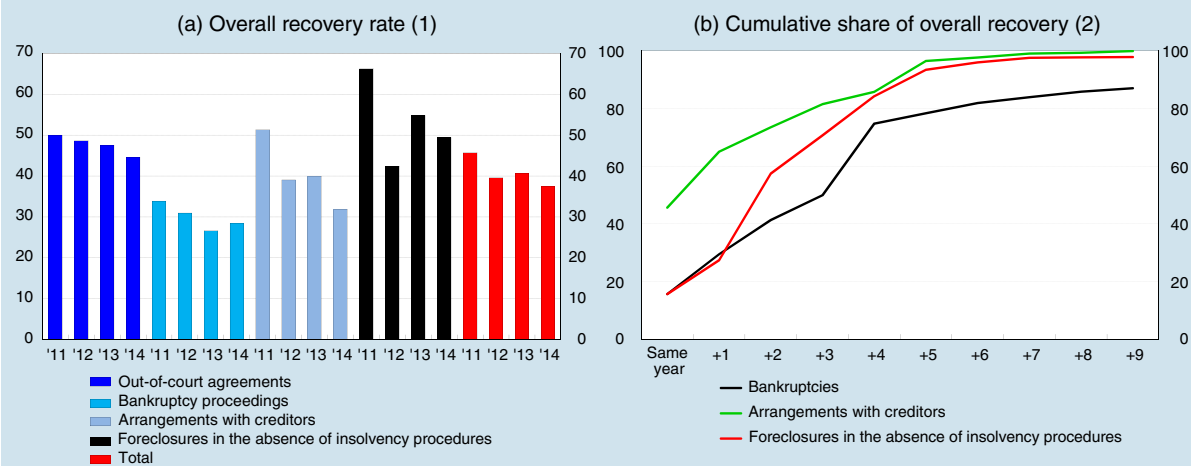 (a) Overall recovery rate (1)
70 70
60 60
50 50
40 40
30 30
20 20
10 10
0 0
'11 '12 '13 '14 '11 '12 '13 '14 '11 '12 '13 '14 '11 '12 '13 '14 '11 '12 '13 '14
Out-of-court agreements
Bankruptcy proceedings
Arrangements with creditors
Foreclosures in the absence of insolvency procedures
Total
(b) Cumulative share of overall recovery (2)
100 100
80 80
60 60
40 40
20 20
0 0
Same +1 +2 +3 +4 +5 +6 +7 +8 +9
year
Bankruptcies
Arrangements with creditors
Foreclosures in the absence of insolvency procedures